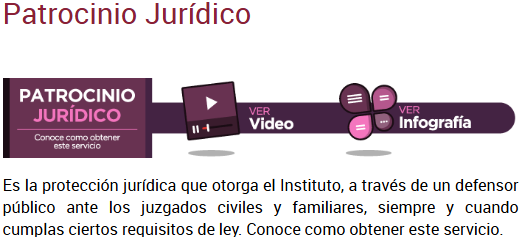 Patrocinio Jurídico
PATROCINIO
JURÍDICO
Conoce como obtener
este servicio
VER
Video
VER
Infografía
Es la protección jurídica que otorga el Instituto, a través de un defensor
público ante los juzgados civiles y familiares, siempre y cuando
cumplas ciertos requisitos de ley. Conoce como obtener este servicio.